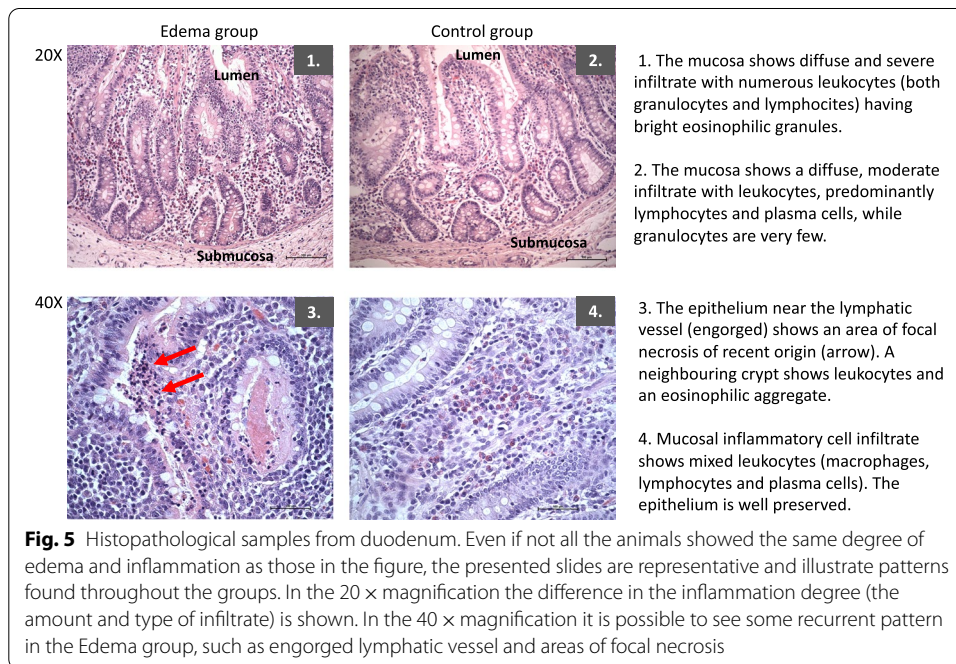 Edema group
Control group
20X
Lumen
1.
Submucosa
Lumen
2.
Submucosa
1. The mucosa shows diffuse and severe
infiltrate with numerous leukocytes (both
granulocytes and lymphocites) having
bright eosinophilic granules.
2. The mucosa shows a diffuse, moderate
infiltrate with leukocytes, predominantly
lymphocytes and plasma cells, while
granulocytes are very few.
40X
3.
4.
3. The epithelium near the lymphatic
vessel (engorged) shows an area of focal
necrosis of recent origin (arrow). A
neighbouring crypt shows leukocytes and
an eosinophilic aggregate.
4. Mucosal inflammatory cell infiltrate
shows mixed leukocytes (macrophages,
lymphocytes and plasma cells). The
epithelium is well preserved.
Fig. 5 Histopathological samples from duodenum. Even if not all the animals showed the same degree of
edema and inflammation as those in the figure, the presented slides are representative and illustrate patterns
found throughout the groups. In the 20 × magnification the difference in the inflammation degree (the
amount and type of infiltrate) is shown. In the 40 × magnification it is possible to see some recurrent pattern
in the Edema group, such as engorged lymphatic vessel and areas of focal necrosis